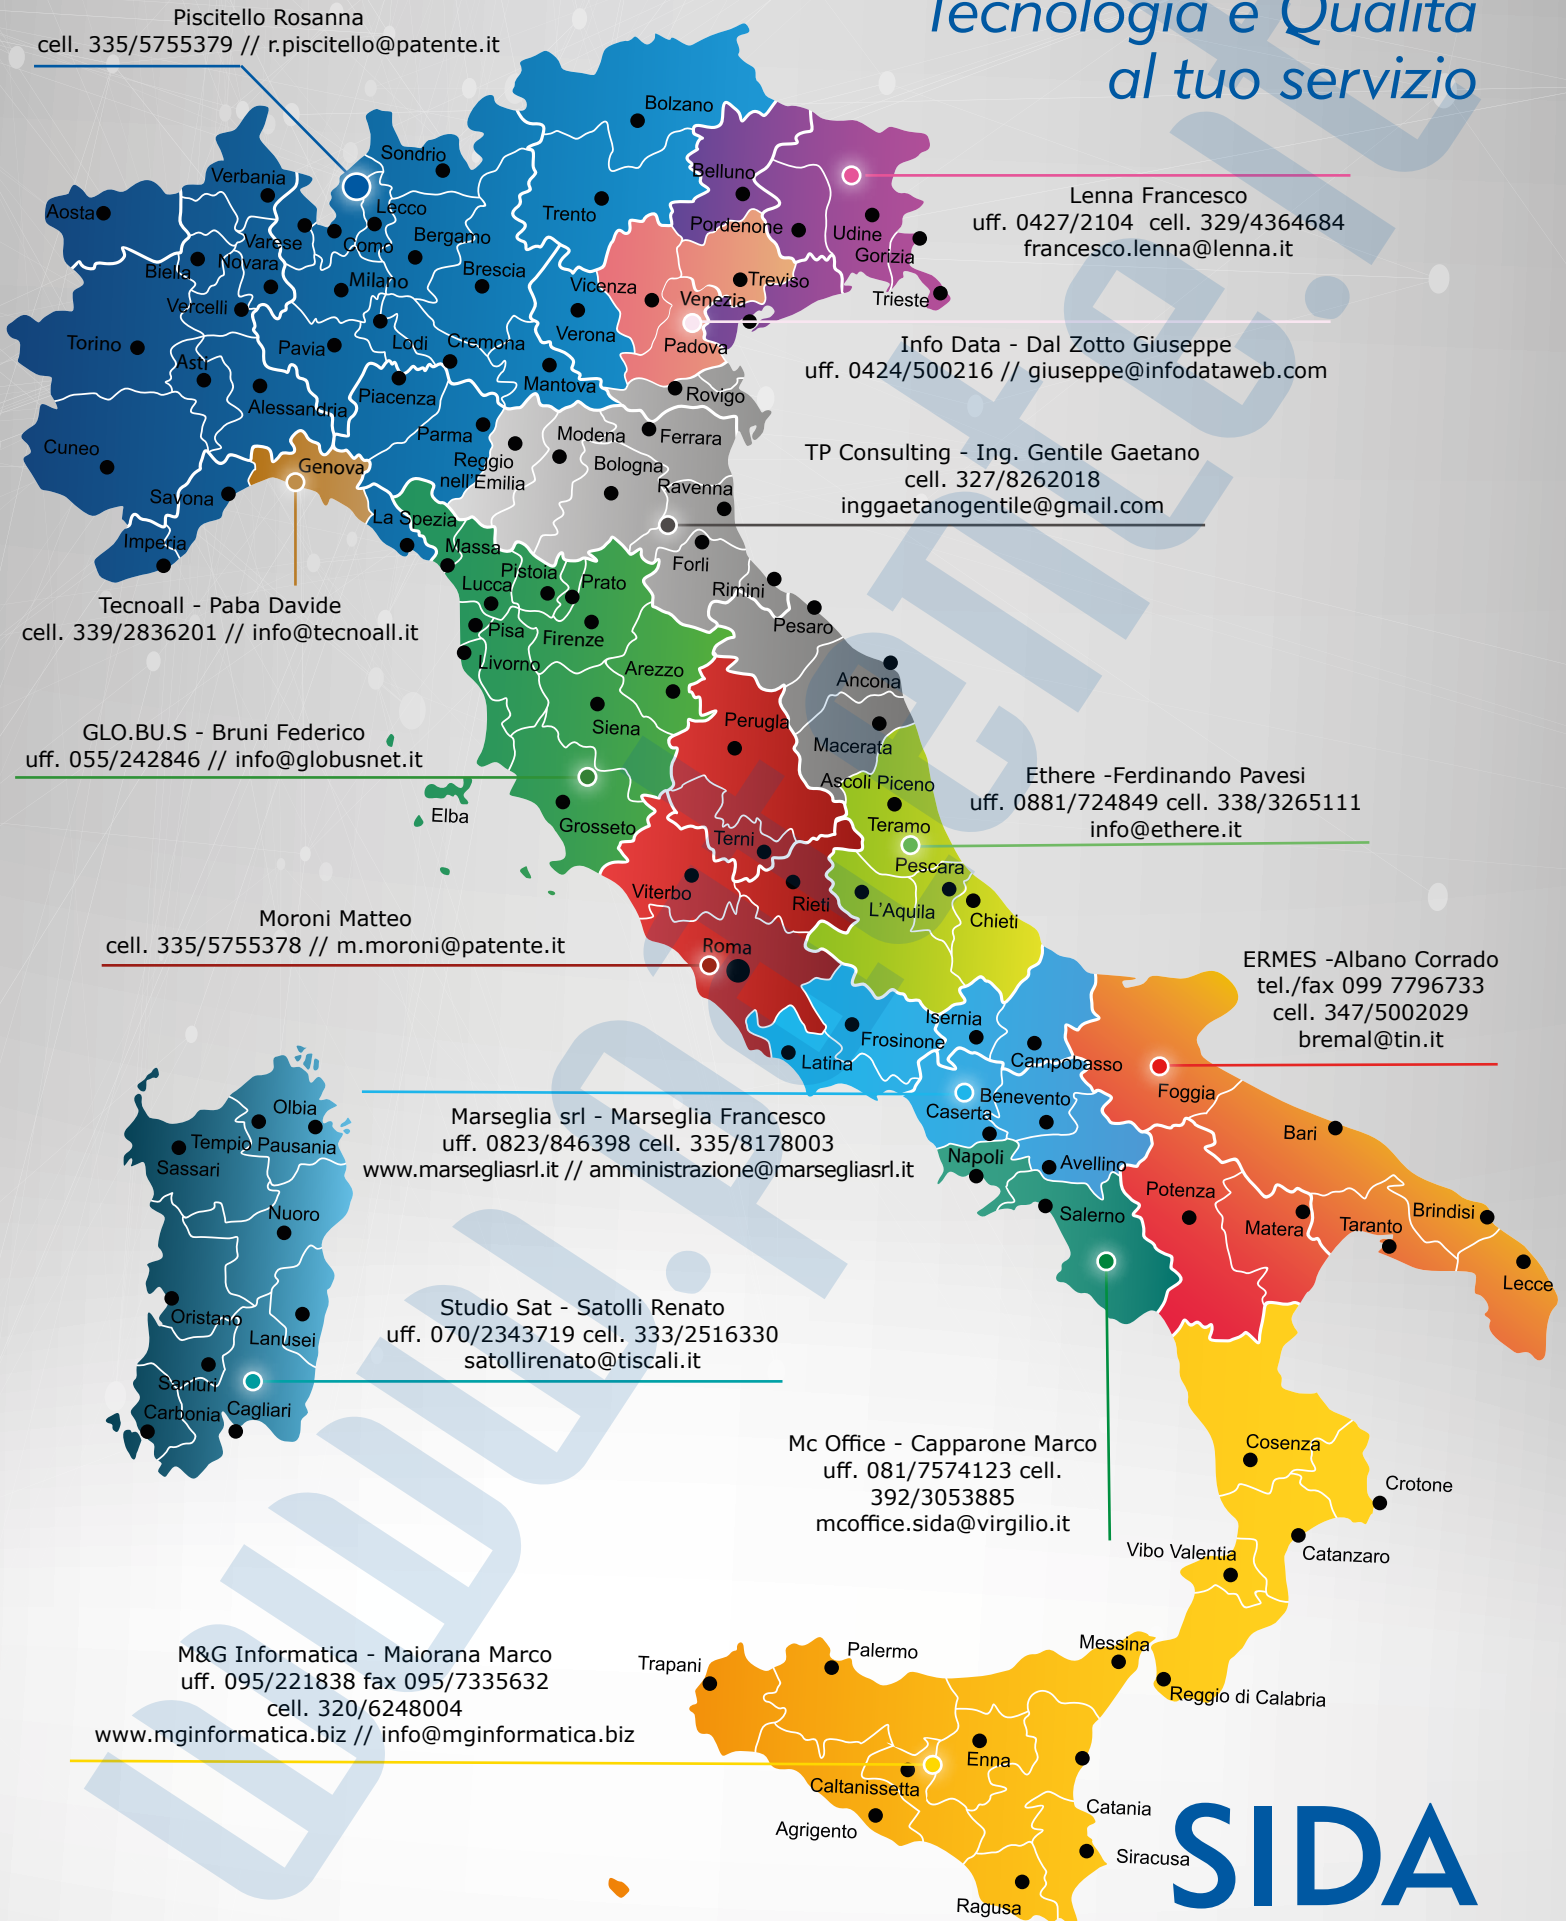 Piscitello Rosanna
cell. 335/5755379 // r.piscitello@patente.it
Tecnologia e Qualità
al tuo servizio
Bolzano
Sondrio
Verbania
Belluno
Aosta
Lecco
Trento
Pordenone
Udine
Varese
Como
Bergamo
Gorizia
Biella
Novara
Milano
Brescia
Vicenza
Treviso
Venezia
Trieste
Vercelli
Torino
Pavia
Lodi
Cremona
Verona
Padova
Asti
Piacenza
Mantova
Rovigo
Alessandria
Cuneo
Parma
Modena
Ferrara
Genova
Reggio
nell'Emilia
Bologna
Savona
Ravenna
La Spezia
Imperia
Massa
Forli
Pistoia
Prato
Lucca
Rimini
Pisa
Firenze
Pesaro
Livorno
Arezzo
Ancona
Siena
Perugla
Macerata
Ascoli Piceno
Elba
Grosseto
Teramo
Terni
Pescara
Viterbo
Rieti
L'Aquila
Chieti
Roma
Isernia
Frosinone
Latina
Campobasso
Foggia
Benevento
Caserta
Bari
Napoli
Avellino
Potenza
Salerno
Matera
Taranto
Brindisi
Lecce
Lenna Francesco
uff. 0427/2104 cell. 329/4364684
francesco.lenna@lenna.it
Info Data - Dal Zotto Giuseppe
uff. 0424/500216 // giuseppe@infodataweb.com
TP Consulting - Ing. Gentile Gaetano
cell. 327/8262018
inggaetanogentile@gmail.com
Tecnoall - Paba Davide
cell. 339/2836201 // info@tecnoall.it
GLO.BU.S - Bruni Federico
uff. 055/242846 // info@globusnet.it
Ethere -Ferdinando Pavesi
uff. 0881/724849 cell. 338/3265111
info@ethere.it
Moroni Matteo
cell. 335/5755378 // m.moroni@patente.it
ERMES -Albano Corrado
tel./fax 099 7796733
cell. 347/5002029
bremal@tin.it
Marseglia srl - Marseglia Francesco
uff. 0823/846398 cell. 335/8178003
www.marsegliasrl.it // amministrazione@marsegliasrl.it
Olbia
Tempio Pausania
Sassari
Nuoro
Oristano
Lanusei
Sanluri
Carbonia
Cagliari
Studio Sat - Satolli Renato
uff. 070/2343719 cell. 333/2516330
satollirenato@tiscali.it
Mc Office - Capparone Marco
uff. 081/7574123 cell.
392/3053885
mcoffice.sida@virgilio.it
Cosenza
Crotone
Catanzaro
Vibo Valentia
Messina
Reggio di Calabria
M&G Informatica - Maiorana Marco
uff. 095/221838 fax 095/7335632
cell. 320/6248004
www.mginformatica.biz // info@mginformatica.biz
Trapani
Palermo
Enna
Caltanissetta
Agrigento
Catania
Siracusa
Ragusa
SIDA
www.patente.it